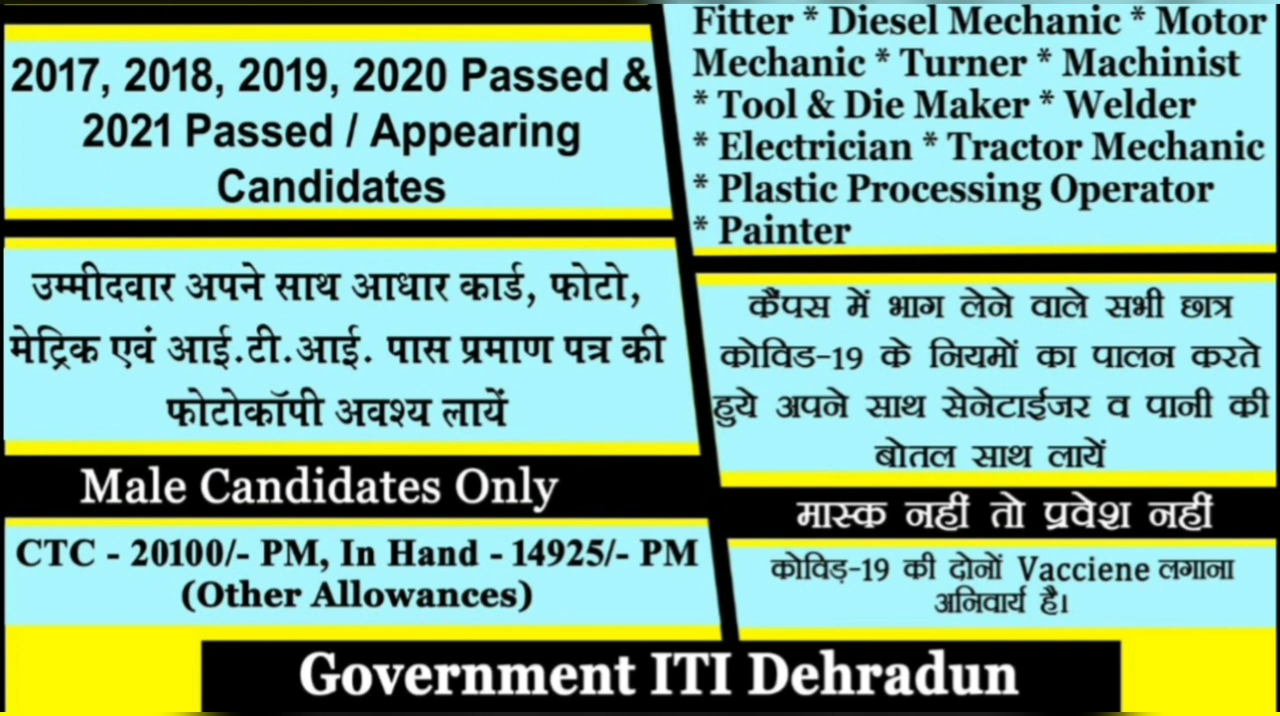 2017, 2018, 2019, 2020 Passed &
2021 Passed / Appearing
Candidates
उम्मीदवार अपने साथ आधार कार्ड, फोटो,
मेट्रिक एवं आई.टी.आई. पास प्रमाण पत्र की
फोटोकॉपी अवश्य लायें
Male Candidates Only
CTC - 20100/- PM, In Hand - 14925/- PM
(Other Allowances)
Fitter * Diesel Mechanic * Motor
Mechanic * Turner * Machinist
* Tool & Die Maker * Welder
* Electrician * Tractor Mechanic
* Plastic Processing Operator
* Painter
कैंपस में भाग लेने वाले सभी छात्र
कोविड-19 के नियमों का पालन करते
हुये अपने साथ सेनेटाईजर व पानी की
बोतल साथ लायें
मास्क नहीं तो प्रवेश नहीं
कोविड़-19 की दोनों Vacciene लगाना
अनिवार्य है।
Government ITI Dehradun